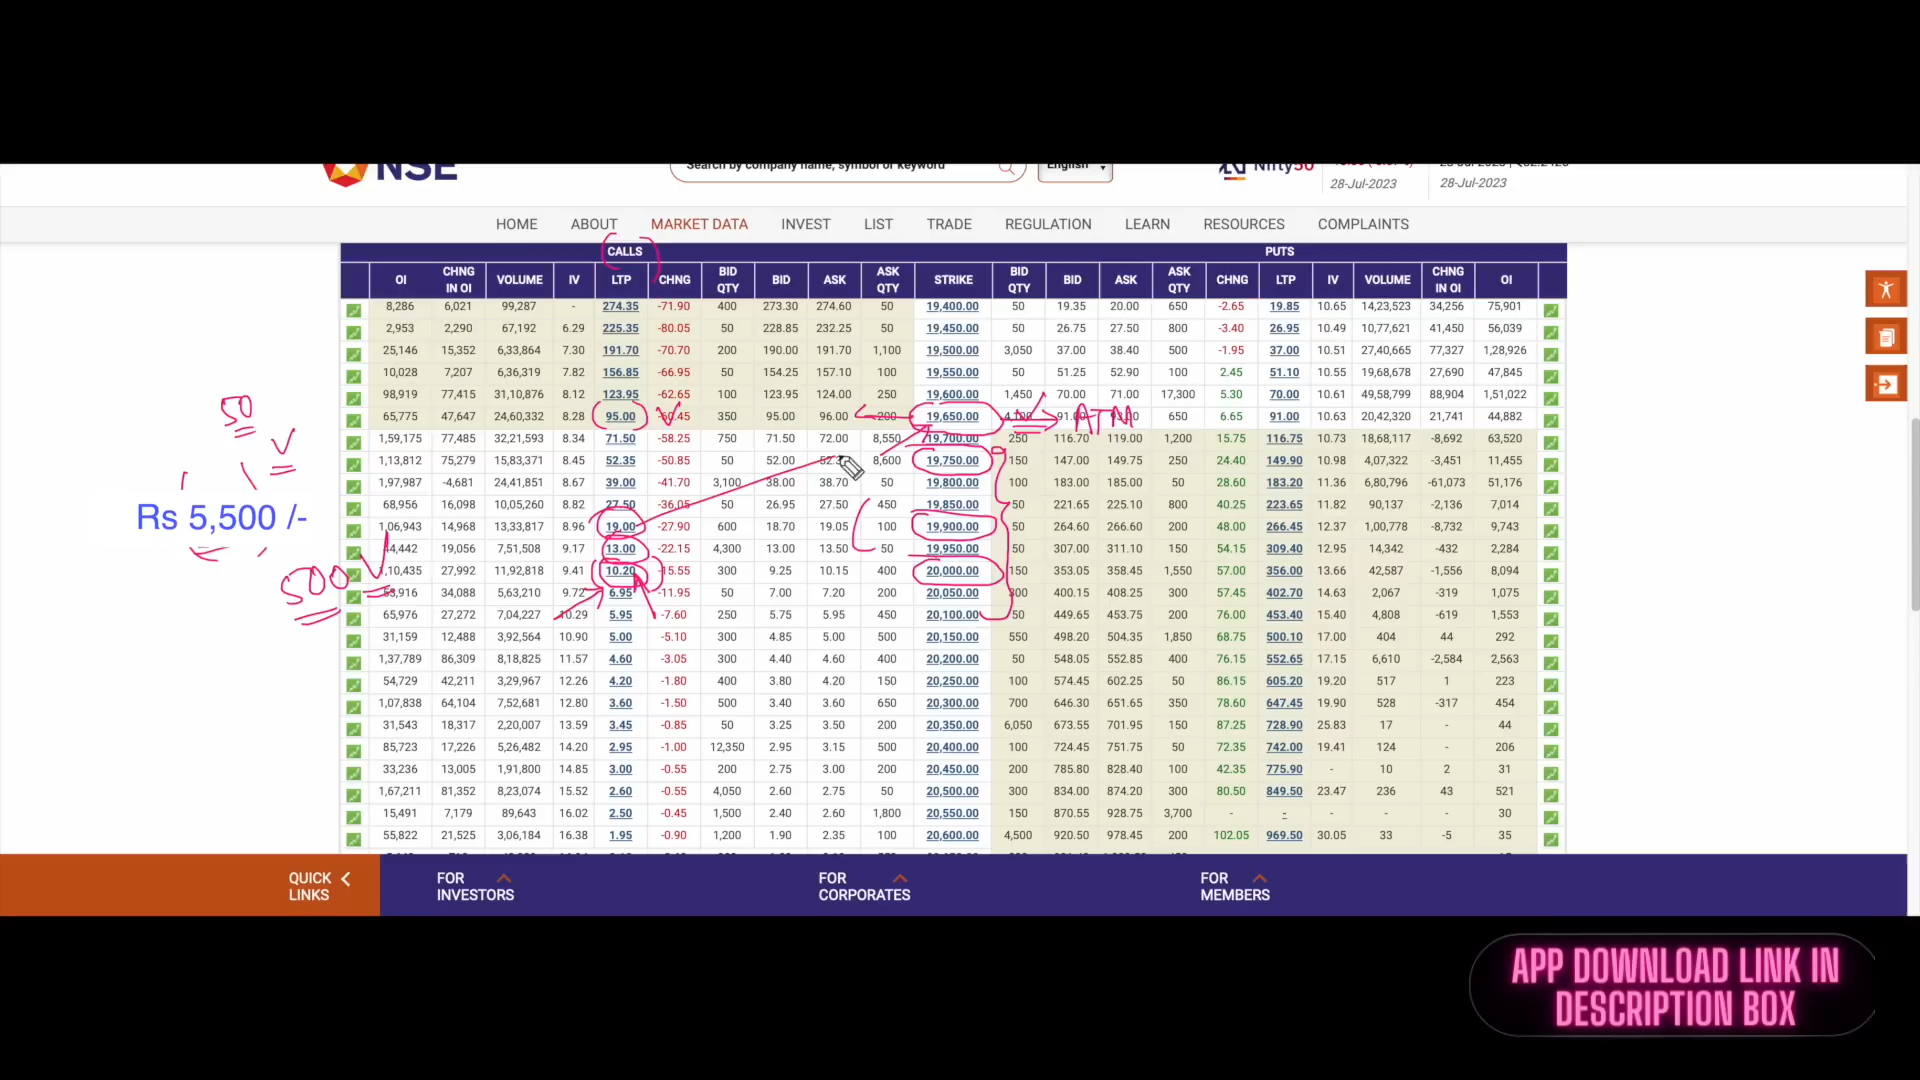 NSE
Search by company name, symbol or keyword
English
Nifty50
28-Jul-2023
28-Jul-2023
HOME ABOUT MARKET DATA INVEST LIST TRADE REGULATION LEARN RESOURCES COMPLAINTS
CALLS PUTS
OI CHNG IN OI VOLUME IV LTP CHNG BID QTY BID ASK ASK QTY STRIKE BID QTY BID ASK ASK QTY CHNG LTP IV VOLUME CHNG IN OI OI
8,286 6,021 99,287 - 274.35 -71.90 400 273.30 274.60 50 19,400.00 50 19.35 20.00 650 -2.65 19.85 10.65 14,23,523 34,256 75,901
2,953 2,290 67,192 6.29 225.35 -80.05 50 228.85 232.25 50 19,450.00 50 26.75 27.50 800 -3.40 26.95 10.49 10,77,621 41,450 56,039
25,146 15,352 6,33,864 7.30 191.70 -70.70 200 190.00 191.70 1,100 19,500.00 3,050 37.00 38.40 500 -1.95 37.00 10.51 27,40,665 77,327 1,28,926
10,028 7,207 6,36,319 7.82 156.85 -66.95 50 154.25 157.10 100 19,550.00 50 51.25 52.90 100 2.45 51.10 10.55 19,68,678 27,690 47,845
98,919 77,415 31,10,876 8.12 123.95 -62.65 100 123.95 124.00 250 19,600.00 1,450 70.00 71.00 17,300 5.30 70.00 10.61 49,58,799 88,904 1,51,022
65,775 47,647 24,60,332 8.28 95.00 350 95.00 96.00 200 19,650.00 ATM 650 6.65 91.00 10.63 20,42,320 21,741 44,882
1,59,175 77,485 32,21,593 8.34 71.50 -58.25 750 71.50 72.00 8,550 19,700.00 250 116.70 119.00 1,200 15.75 116.75 10.73 18,68,117 -8,692 63,520
1,13,812 75,279 15,83,371 8.45 52.35 -50.85 50 52.00 8,600 19,750.00 150 147.00 149.75 250 24.40 149.90 10.98 4,07,322 -3,451 11,455
1,97,987 -4,681 24,41,851 8.67 39.00 -41.70 3,100 38.00 38.70 50 19,800.00 100 183.00 185.00 50 28.60 183.20 11.36 6,80,796 -61,073 51,176
68,956 16,098 10,05,260 8.82 27.50 -36.05 50 26.95 27.50 450 19,850.00 50 221.65 225.10 800 40.25 223.65 11.82 90,137 -2,136 7,014
1,06,943 14,968 13,33,817 8.96 19.00 -27.90 600 18.70 19.05 100 19,900.00 50 264.60 266.60 200 48.00 266.45 12.37 1,00,778 -8,732 9,743
19,056 7,51,508 9.17 13.00 -22.15 4,300 13.00 13.50 50 19,950.00 50 307.00 311.10 150 54.15 309.40 12.95 14,342 -432 2,284
1,10,435 27,992 11,92,818 9.41 10.20 -15.55 300 9.25 10.15 400 20,000.00 150 353.05 358.45 1,550 57.00 356.00 13.66 42,587 -1,556 8,094
34,088 5,63,210 9.72 6.95 -11.95 50 7.00 7.20 200 20,050.00 300 400.15 408.25 300 57.45 402.70 14.63 2,067 -319 1,075
65,976 27,272 7,04,227 10.29 5.95 -7.60 250 5.75 5.95 450 20,100.00 50 449.65 453.75 200 76.00 453.40 15.40 4,808 -619 1,553
31,159 12,488 3,92,564 10.90 5.00 -5.10 300 4.85 5.00 500 20,150.00 550 498.20 504.35 1,850 68.75 500.10 17.00 404 44 292
1,37,789 86,309 8,18,825 11.57 4.60 -3.05 300 4.40 4.60 400 20,200.00 50 548.05 552.85 400 76.15 552.65 17.15 6,610 -2,584 2,563
54,729 42,211 3,29,967 12.26 4.20 -1.80 400 3.80 4.20 150 20,250.00 100 574.45 602.25 50 86.15 605.20 19.20 517 1 223
1,07,838 64,104 7,52,681 12.80 3.60 -1.50 500 3.40 3.60 650 20,300.00 700 646.30 651.65 350 78.60 647.45 19.90 528 -317 454
31,543 18,317 2,20,007 13.59 3.45 -0.85 50 3.25 3.50 200 20,350.00 6,050 673.55 701.95 150 87.25 728.90 25.83 17 - 44
85,723 17,226 5,26,482 14.20 2.95 -1.00 12,350 2.95 3.15 500 20,400.00 100 724.45 751.75 50 72.35 742.00 19.41 124 - 206
33,236 13,005 1,91,800 14.85 3.00 -0.55 200 2.75 3.00 200 20,450.00 200 785.80 828.40 100 42.35 775.90 - 10 2 31
1,67,211 81,352 8,23,074 15.52 2.60 -0.55 4,050 2.60 2.75 50 20,500.00 300 834.00 874.20 300 80.50 849.50 23.47 236 43 521
15,491 7,179 89,643 16.02 2.50 -0.45 1,500 2.40 2.60 1,800 20,550.00 150 870.55 928.75 3,700 - - - - - 30
55,822 21,525 3,06,184 16.38 1.95 -0.90 1,200 1.90 2.35 100 20,600.00 4,500 920.50 978.45 200 102.05 969.50 30.05 33 -5 35
50
Rs 5,500 /-
500
QUICK LINKS
FOR INVESTORS
FOR CORPORATES
FOR MEMBERS
APP DOWNLOAD LINK IN
DESCRIPTION BOX